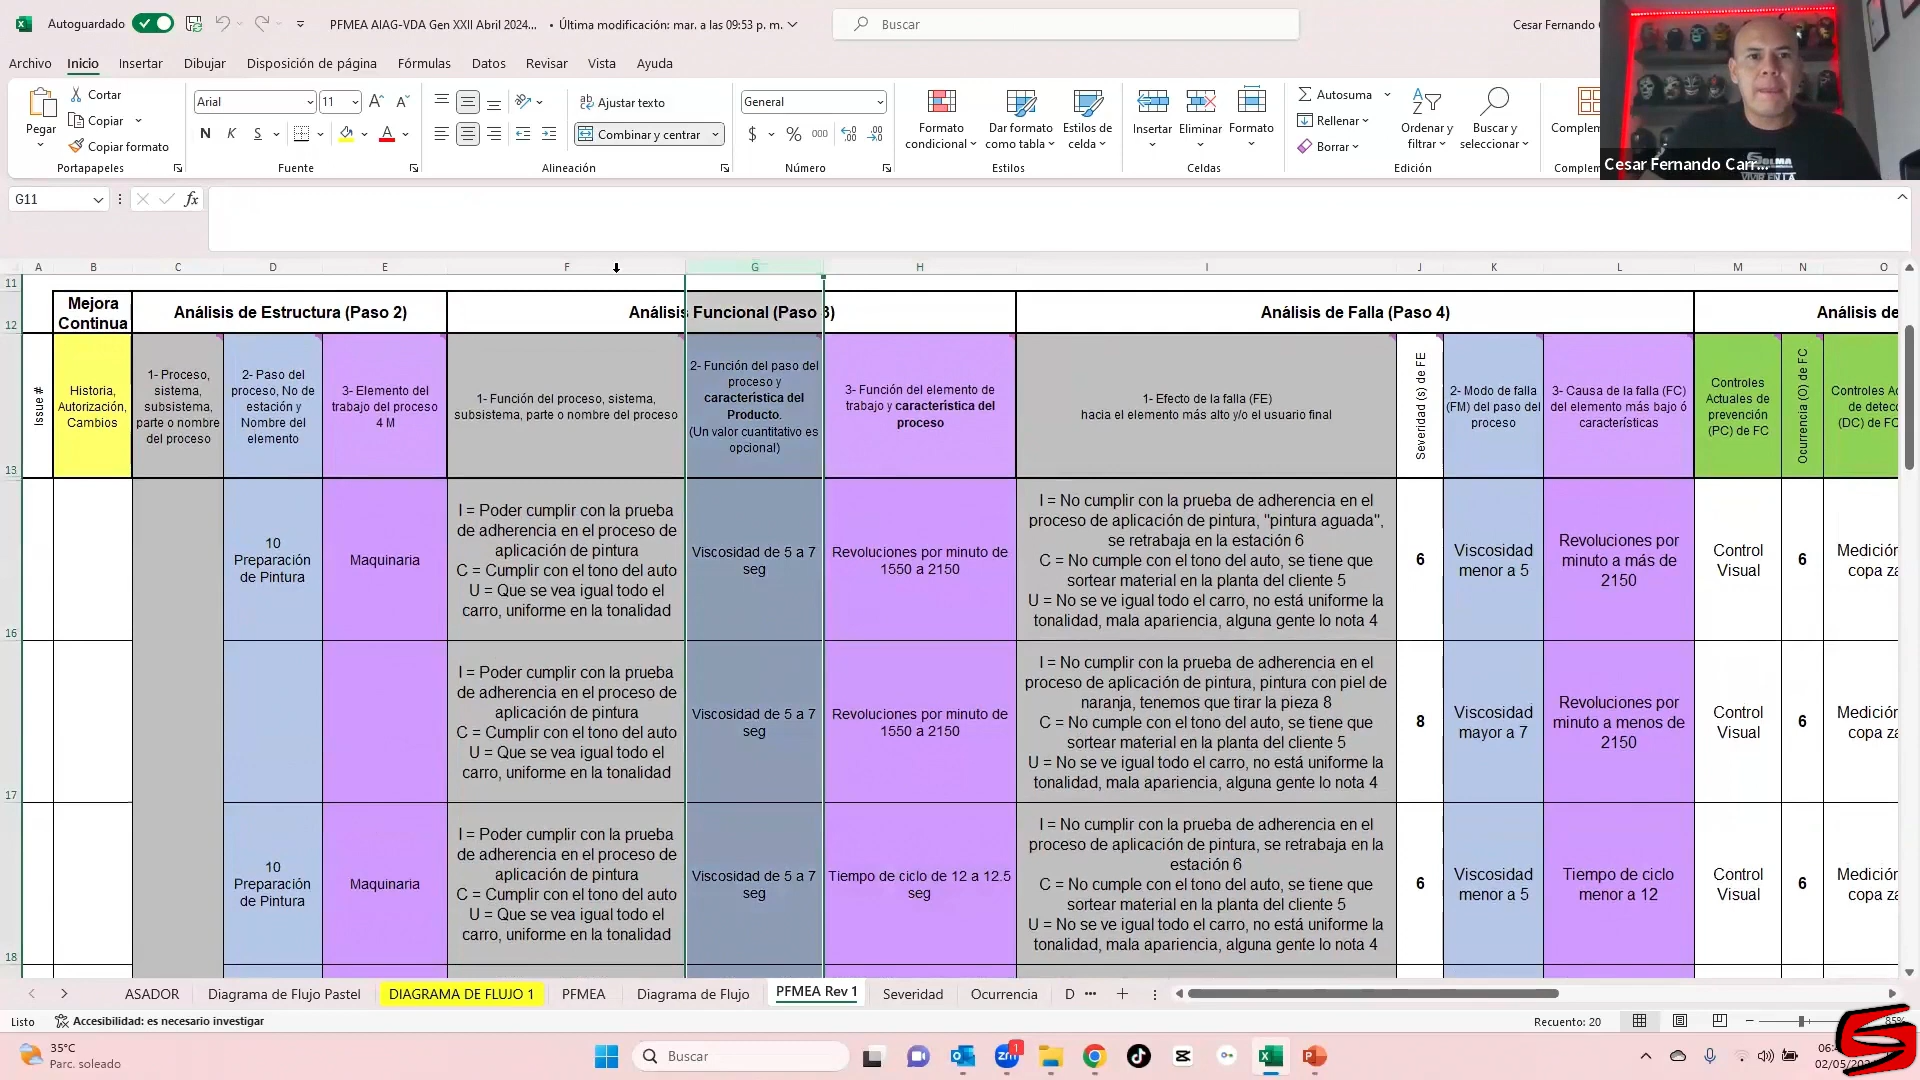 Autoguardado
PFMEA AIAG-VDA Gen XXII Abril 2024... • Última modificación: mar. a las 09:53 p. m.
Buscar
Cesar Fernando
Archivo Inicio Insertar Dibujar Disposición de página Fórmulas Datos Revisar Vista Ayuda
Pegar
Cortar
Copiar
Copiar formato
Portapapeles
Arial 11
N K S
Fuente
Ajustar texto
Combinar y centrar
Alineación
General
$ % 000
Número
Formato condicional
Dar formato como tabla
Estilos de celda
Estilos
Insertar Eliminar Formato
Celdas
Autosuma
Rellenar
Borrar
Ordenar y filtrar
Buscar y seleccionar
Edición
Cesar Fernando Carr...
G11
fx
A B C D E F G H I J K L M N O
11
12
13
16
17
18
Mejora Continua
Análisis de Estructura (Paso 2)
Análisis Funcional (Paso 3)
Análisis de Falla (Paso 4)
Análisis de
Issue #
Historia, Autorización, Cambios
1- Proceso, sistema, subsistema, parte o nombre del proceso
2- Paso del proceso, No de estación y Nombre del elemento
3- Elemento del trabajo del proceso 4 M
1- Función del proceso, sistema, subsistema, parte o nombre del proceso
2- Función del paso del proceso y característica del Producto. (Un valor cuantitativo es opcional)
3- Función del elemento de trabajo y característica del proceso
1- Efecto de la falla (FE) hacia el elemento más alto y/o el usuario final
Severidad (s) de FE
2- Modo de falla (FM) del paso del proceso
3- Causa de la falla (FC) del elemento más bajo ó características
Controles Actuales de prevención (PC) de FC
Ocurrencia (O) de FC
10 Preparación de Pintura
Maquinaria
I = Poder cumplir con la prueba de adherencia en el proceso de aplicación de pintura
C = Cumplir con el tono del auto
U = Que se vea igual todo el carro, uniforme en la tonalidad
Viscosidad de 5 a 7 seg
Revoluciones por minuto de 1550 a 2150
I = No cumplir con la prueba de adherencia en el proceso de aplicación de pintura, "pintura aguada", se retrabaja en la estación 6
C = No cumple con el tono del auto, se tiene que sortear material en la planta del cliente 5
U = No se ve igual todo el carro, no está uniforme la tonalidad, mala apariencia, alguna gente lo nota 4
6
Viscosidad menor a 5
Revoluciones por minuto a más de 2150
Control Visual
6
I = Poder cumplir con la prueba de adherencia en el proceso de aplicación de pintura
C = Cumplir con el tono del auto
U = Que se vea igual todo el carro, uniforme en la tonalidad
Viscosidad de 5 a 7 seg
Revoluciones por minuto de 1550 a 2150
I = No cumplir con la prueba de adherencia en el proceso de aplicación de pintura, pintura con piel de naranja, tenemos que tirar la pieza 8
C = No cumple con el tono del auto, se tiene que sortear material en la planta del cliente 5
U = No se ve igual todo el carro, no está uniforme la tonalidad, mala apariencia, alguna gente lo nota 4
8
Viscosidad mayor a 7
Revoluciones por minuto a menos de 2150
Control Visual
6
10 Preparación de Pintura
Maquinaria
I = Poder cumplir con la prueba de adherencia en el proceso de aplicación de pintura
C = Cumplir con el tono del auto
U = Que se vea igual todo el carro, uniforme en la tonalidad
Viscosidad de 5 a 7 seg
Tiempo de ciclo de 12 a 12.5 seg
I = No cumplir con la prueba de adherencia en el proceso de aplicación de pintura, se retrabaja en la estación 6
C = No cumple con el tono del auto, se tiene que sortear material en la planta del cliente 5
U = No se ve igual todo el carro, no está uniforme la tonalidad, mala apariencia, alguna gente lo nota 4
6
Viscosidad menor a 5
Tiempo de ciclo menor a 12
Control Visual
6
ASADOR Diagrama de Flujo Pastel DIAGRAMA DE FLUJO 1 PFMEA Diagrama de Flujo PFMEA Rev 1 Severidad Ocurrencia D ...
Listo Accesibilidad: es necesario investigar
Recuento: 20
35°C
Parc. soleado
Buscar